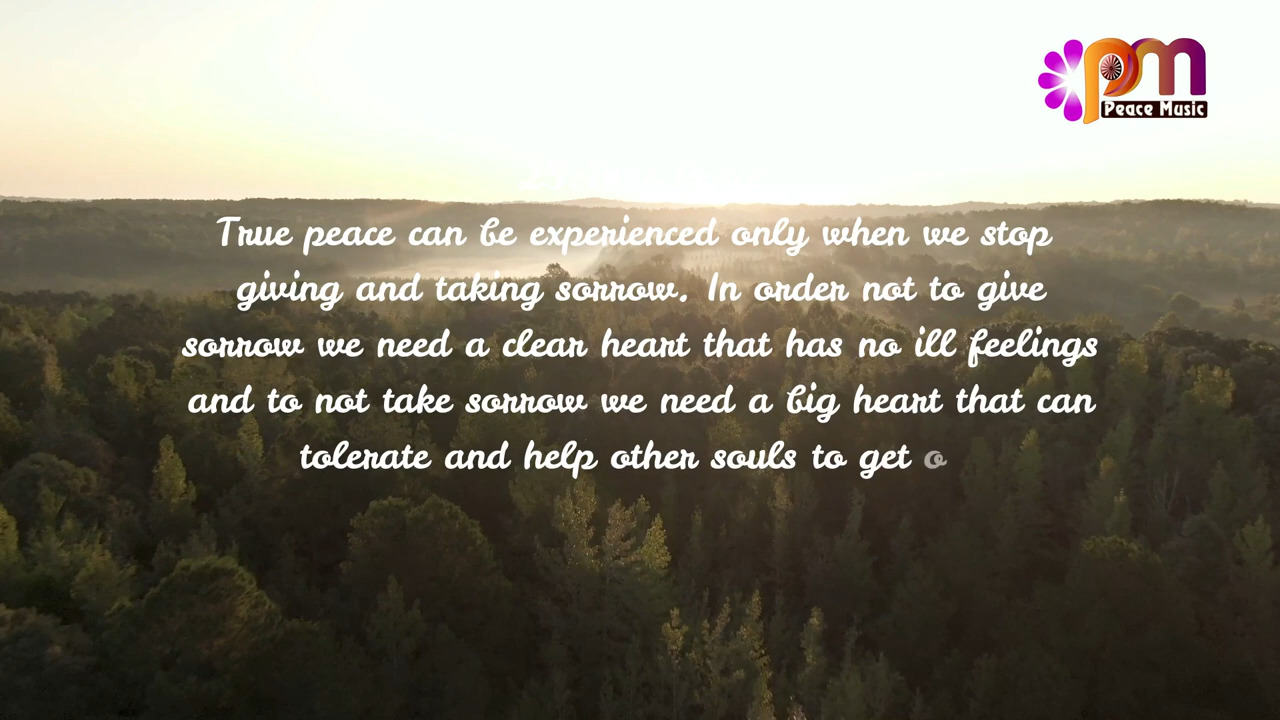 pm
Peace Music
True peace can be experienced only when we stop
giving and taking sorrow. In order not to give
sorrow we need a clear heart that has no ill feelings
and to not take sorrow we need a big heart that can
tolerate and help other souls to get o